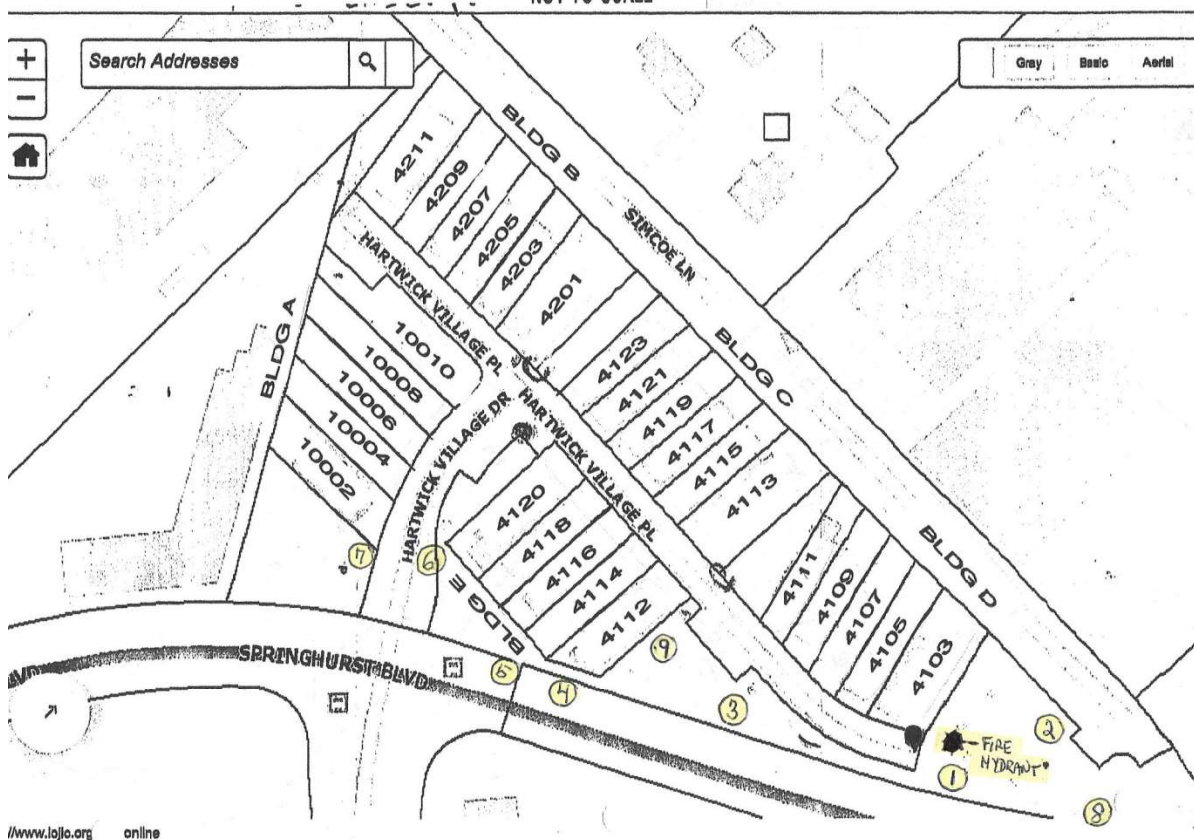 NOT TO SCALE
+
Search Addresses
Gray Basic Aerial
−
BLDG B
4211
4209
4207
4205
4203
4201
SIMCOE LN
HARTWICK VILLAGE PL
BLDG A
10010
10008
10006
10004
10002
4123
4121
4119
4117
4115
4113
BLDG C
HARTWICK VILLAGE DR
HARTWICK VILLAGE PL
4120
4118
4116
4114
4112
BLDG E
4111
4109
4107
4105
4103
BLDG D
7
6
SPRINGHURST BLVD
5
4
9
3
2
FIRE
HYDRANT
1
8
//www.lojic.org online